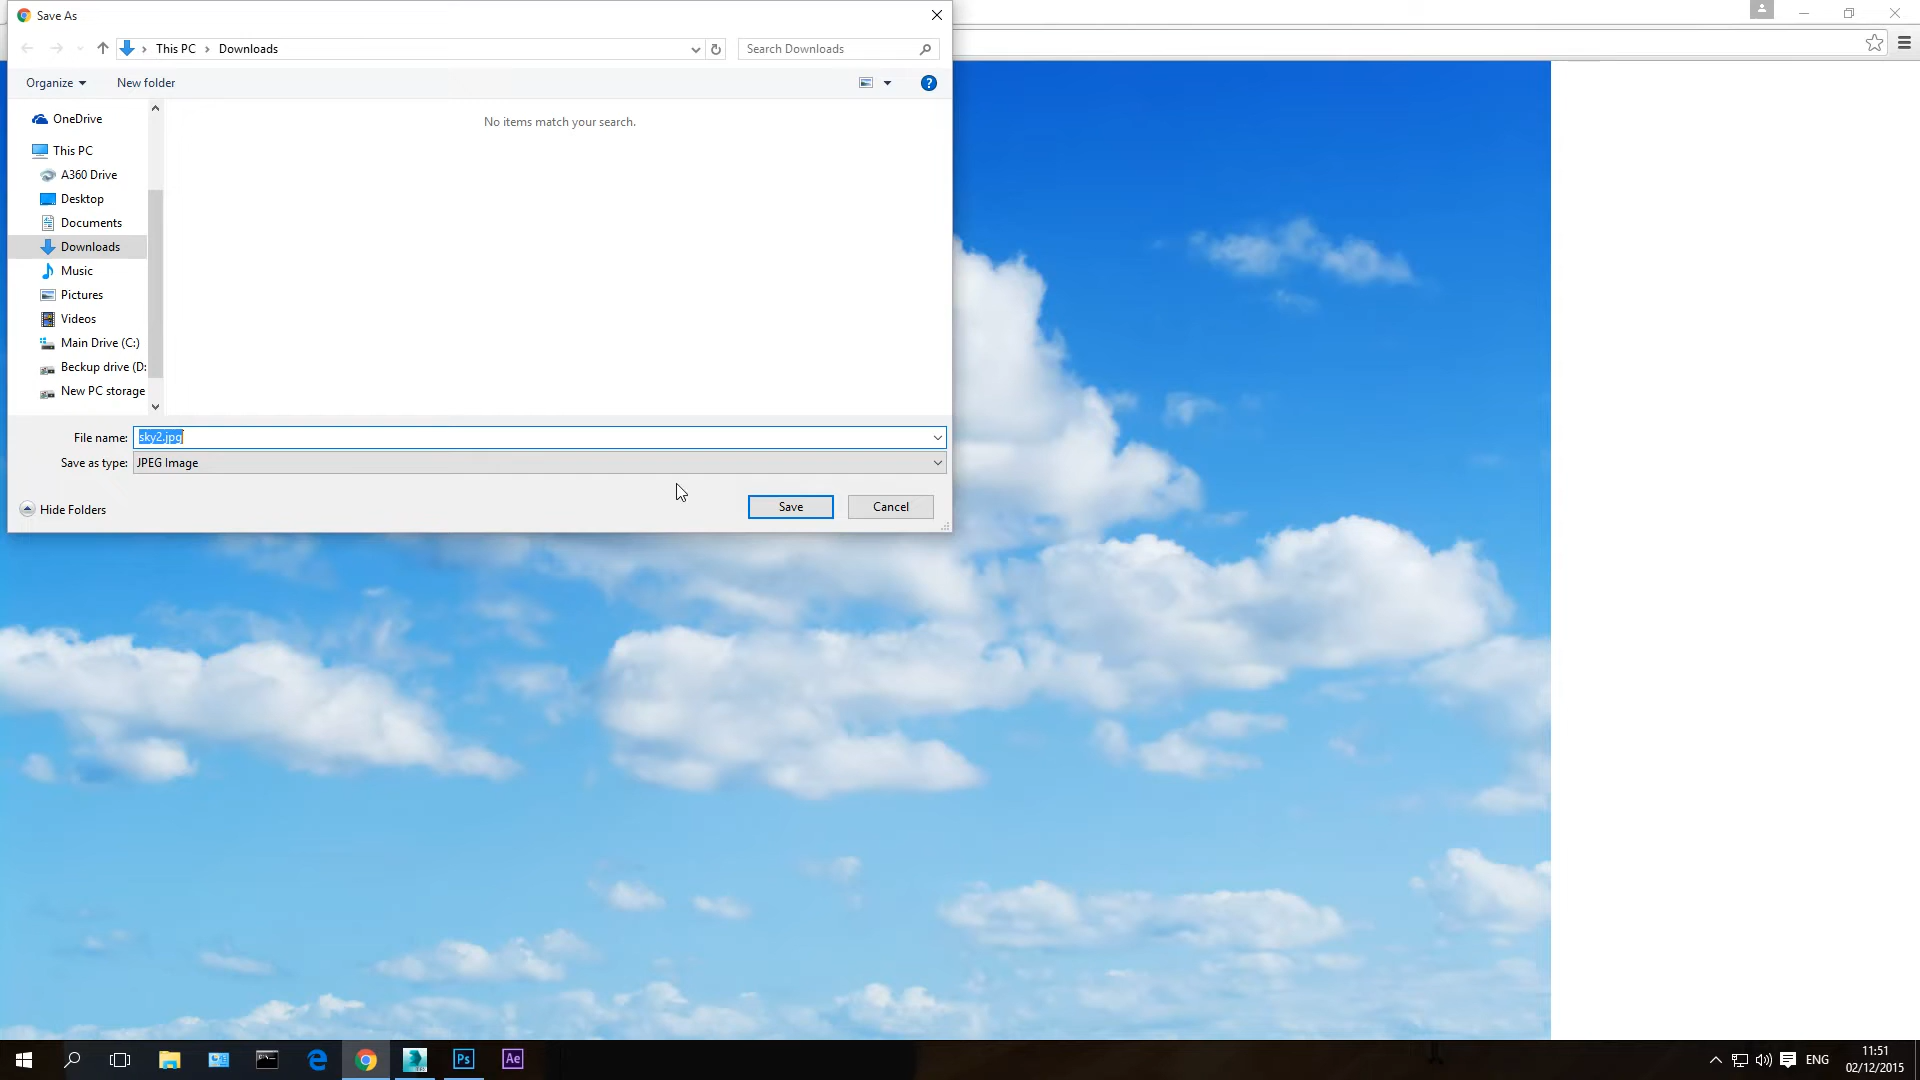 Save As
This PC > Downloads
Search Downloads
Organize
New folder
OneDrive
This PC
A360 Drive
Desktop
Documents
Downloads
Music
Pictures
Videos
Main Drive (C:)
Beckup drive (D:
New PC storage
No items match your search.
File name: sky2.jpg
Save as type: JPEG Image
Hide Folders
Save
Cancel
Ps
Ae
ENG
11:51
02/12/2015